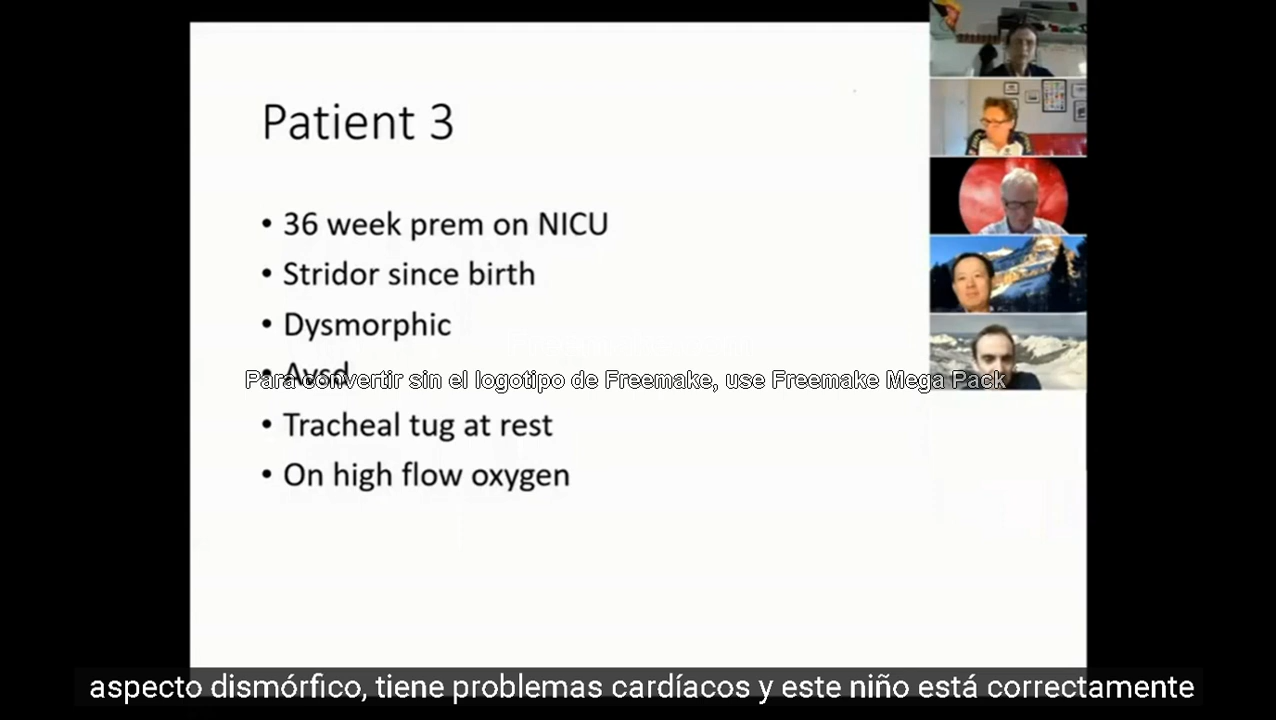 Patient 3
• 36 week prem on NICU
• Stridor since birth
• Dysmorphic
• Avsd
Para convertir sin el logotipo de Freemake, use Freemake Mega Pack
• Tracheal tug at rest
• On high flow oxygen
aspecto dismórfico, tiene problemas cardíacos y este niño está correctamente